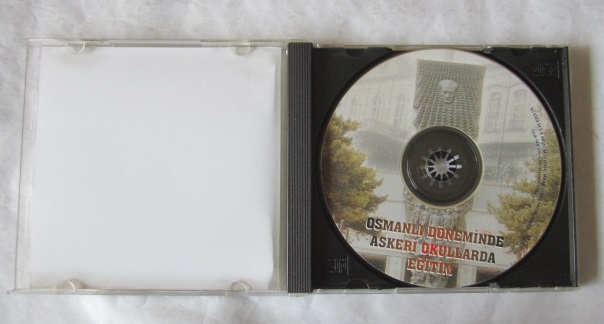 OSMANLI DÖNEMİNDE
ASKERİ OKULLARDA
EĞİTİM